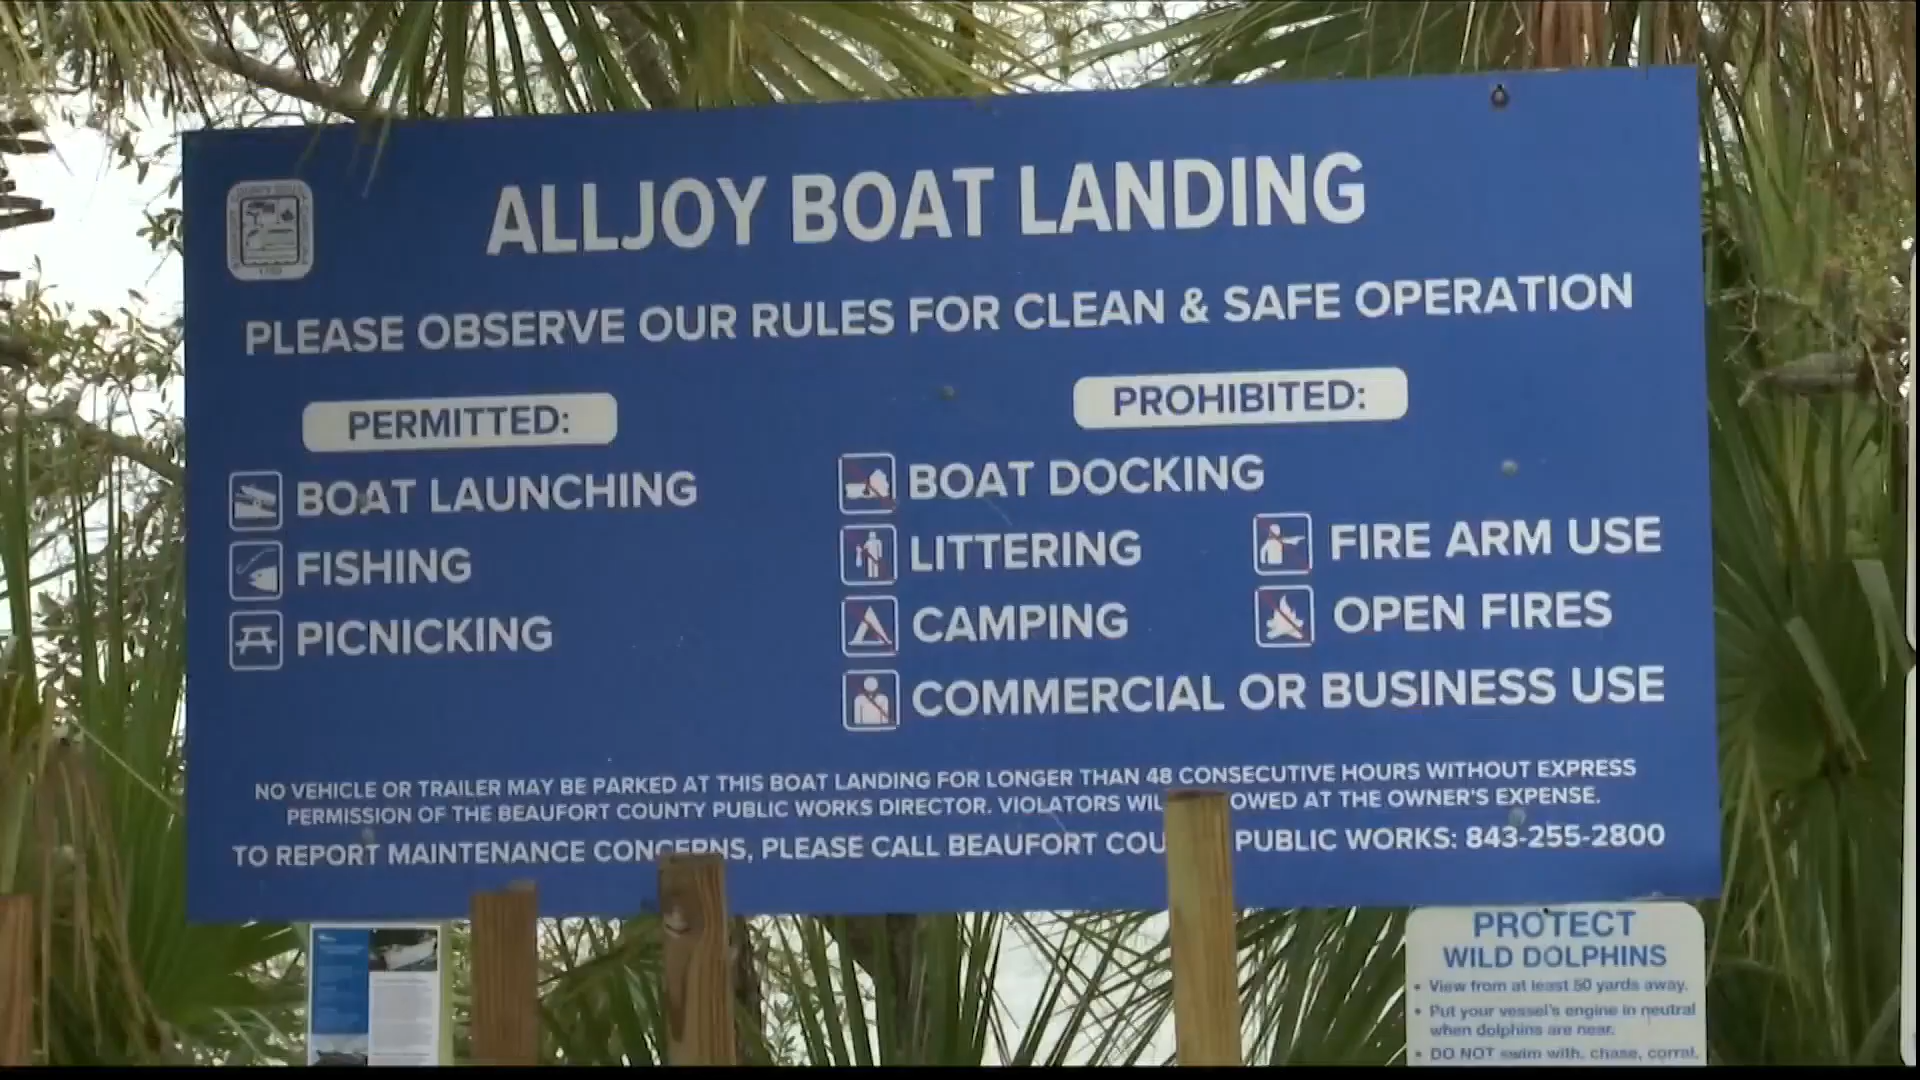 ALLJOY BOAT LANDING
PLEASE OBSERVE OUR RULES FOR CLEAN & SAFE OPERATION
PERMITTED:
BOAT LAUNCHING
FISHING
PICNICKING
PROHIBITED:
BOAT DOCKING
LITTERING
FIRE ARM USE
CAMPING
OPEN FIRES
COMMERCIAL OR BUSINESS USE
NO VEHICLE OR TRAILER MAY BE PARKED AT THIS BOAT LANDING FOR LONGER THAN 48 CONSECUTIVE HOURS WITHOUT EXPRESS
PERMISSION OF THE BEAUFORT COUNTY PUBLIC WORKS DIRECTOR. VIOLATORS WIL OWED AT THE OWNER'S EXPENSE.
TO REPORT MAINTENANCE CONCERNS, PLEASE CALL BEAUFORT COU PUBLIC WORKS: 843-255-2800
PROTECT
WILD DOLPHINS
• View from at least 50 yards away.
• Put your vessel's engine in neutral
when dolphins are near.
• DO NOT swim with, chase, corral,